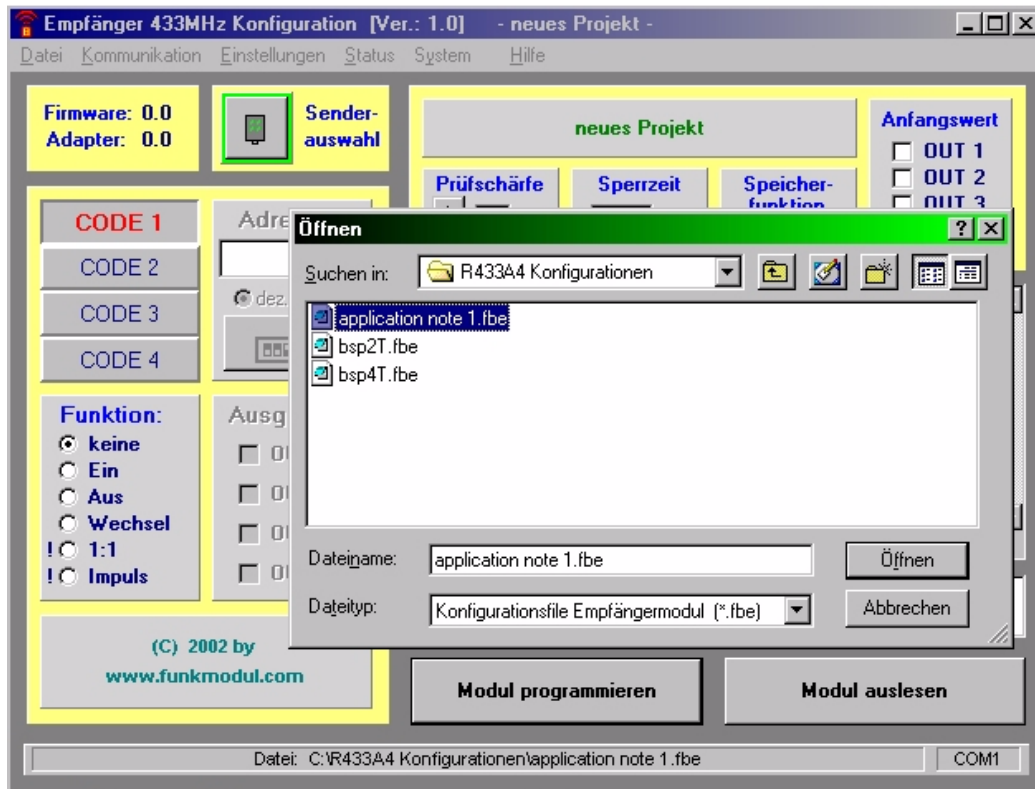 Empfänger 433MHz Konfiguration [Ver.: 1.0] - neues Projekt -
Datei Kommunikation Einstellungen Status System Hilfe
Firmware: 0.0
Adapter: 0.0
Sender-
auswahl
neues Projekt
Anfangswert
OUT 1
OUT 2
OUT 3
Prüfschärfe
Sperrzeit
Speicher-
funktion
CODE 1
CODE 2
CODE 3
CODE 4
dez.
Funktion:
keine
Ein
Aus
Wechsel
! 1:1
! Impuls
Öffnen
Suchen in: R433A4 Konfigurationen
application note 1.fbe
bsp2T.fbe
bsp4T.fbe
Dateiname: application note 1.fbe
Öffnen
Dateityp: Konfigurationsfile Empfängermodul (*.fbe)
Abbrechen
(C) 2002 by
www.funkmodul.com
Modul programmieren
Modul auslesen
Datei: C:\R433A4 Konfigurationen\application note 1.fbe
COM1